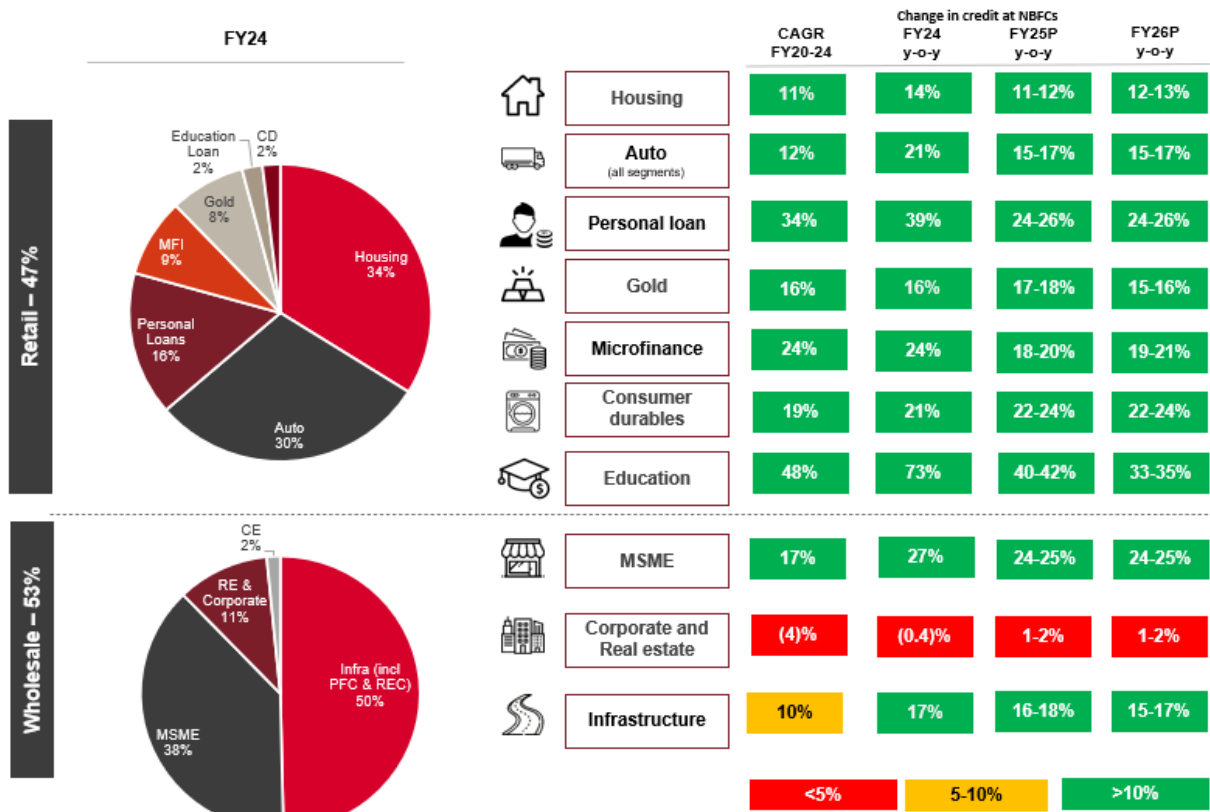 FY24
Change in credit at NBFCs
CAGR
FY20-24
FY24
y-o-y
FY25P
y-o-y
FY26P
y-o-y
Retail – 47%
Education
Loan
2%
CD
2%
Gold
8%
MFI
9%
Personal
Loans
16%
Housing
34%
Auto
30%
Housing
11%
14%
11-12%
12-13%
Auto
(all segments)
12%
21%
15-17%
15-17%
Personal loan
34%
39%
24-26%
24-26%
Gold
16%
16%
17-18%
15-16%
Microfinance
24%
24%
18-20%
19-21%
Consumer
durables
19%
21%
22-24%
22-24%
Education
48%
73%
40-42%
33-35%
Wholesale – 53%
CE
2%
RE &
Corporate
11%
Infra (incl
PFC & REC)
50%
MSME
38%
MSME
17%
27%
24-25%
24-25%
Corporate and
Real estate
(4)%
(0.4)%
1-2%
1-2%
Infrastructure
10%
17%
16-18%
15-17%
<5%
5-10%
>10%